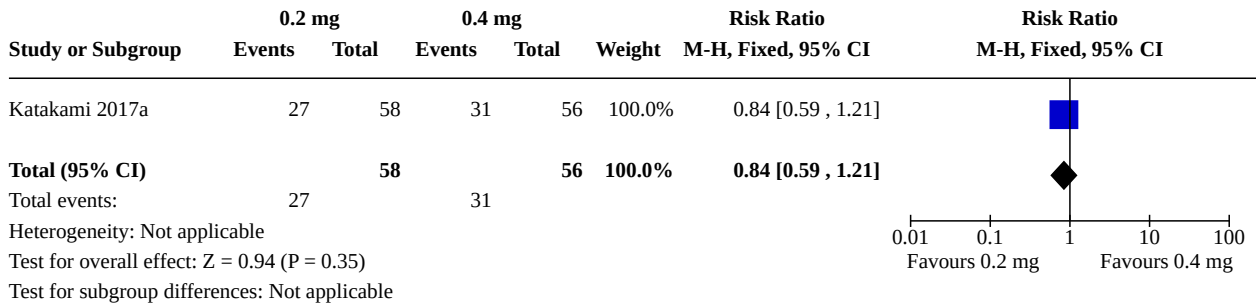 0.2 mg 0.4 mg Risk Ratio Risk Ratio
Study or Subgroup Events Total Events Total Weight M-H, Fixed, 95% CI M-H, Fixed, 95% CI
Katakami 2017a 27 58 31 56 100.0% 0.84 [0.59 , 1.21]
Total (95% CI) 58 56 100.0% 0.84 [0.59 , 1.21]
Total events: 27 31
Heterogeneity: Not applicable
0.01 0.1 1 10 100
Test for overall effect: Z = 0.94 (P = 0.35) Favours 0.2 mg Favours 0.4 mg
Test for subgroup differences: Not applicable